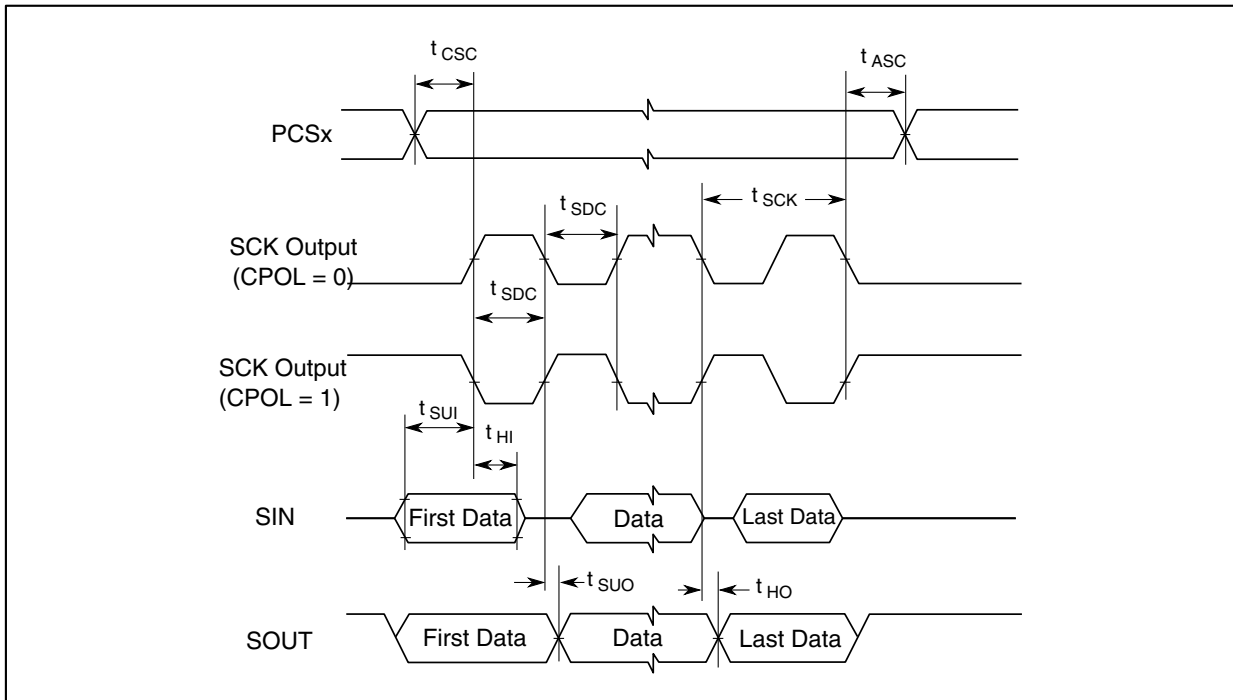 t CSC
t ASC
PCSx
t SCK
t SDC
SCK Output
(CPOL = 0)
t SDC
SCK Output
(CPOL = 1)
t SUI
t HI
SIN
First Data
Data
Last Data
t SUO
t HO
SOUT
First Data
Data
Last Data